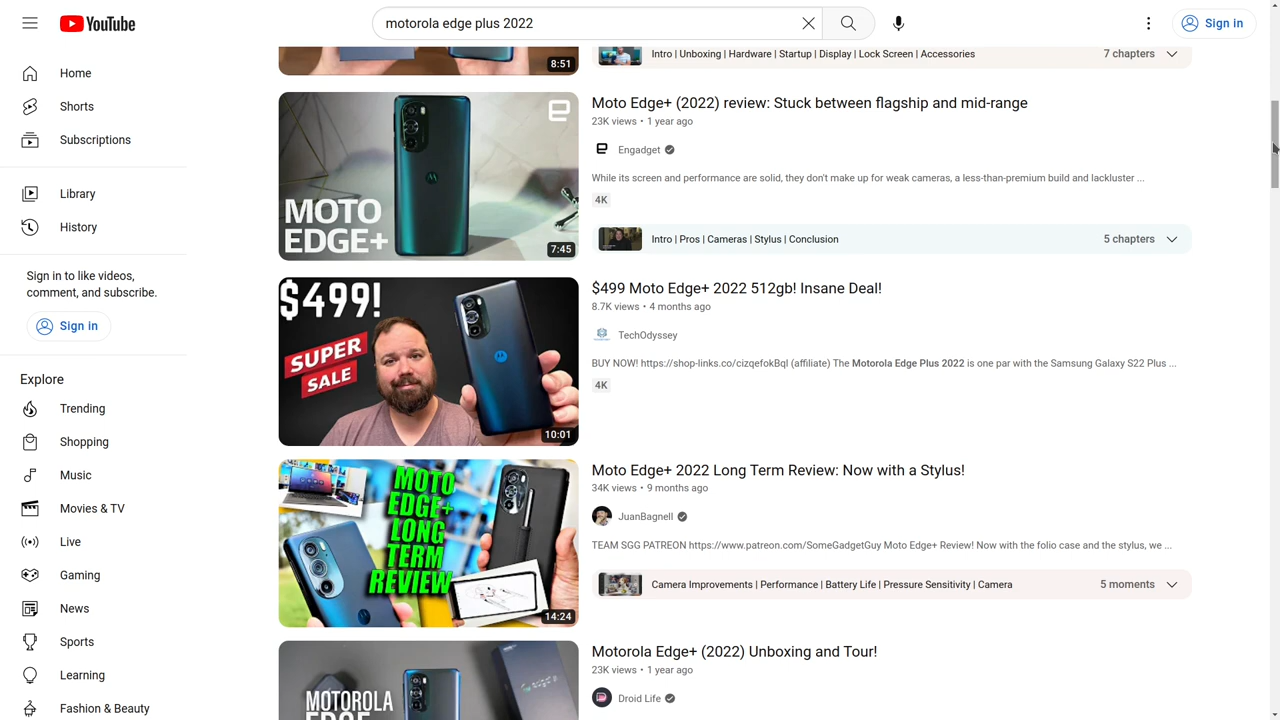 YouTube
motorola edge plus 2022
Sign in
Home
Shorts
Subscriptions
Library
History
Sign in to like videos,
comment, and subscribe.
Sign in
Explore
Trending
Shopping
Music
Movies & TV
Live
Gaming
News
Sports
Learning
Fashion & Beauty
8:51
Intro | Unboxing | Hardware | Startup | Display | Lock Screen | Accessories
7 chapters
MOTO
EDGE+
7:45
Moto Edge+ (2022) review: Stuck between flagship and mid-range
23K views • 1 year ago
Engadget
While its screen and performance are solid, they don't make up for weak cameras, a less-than-premium build and lackluster ...
4K
Intro | Pros | Cameras | Stylus | Conclusion
5 chapters
$499!
SUPER
SALE
10:01
$499 Moto Edge+ 2022 512gb! Insane Deal!
8.7K views • 4 months ago
TechOdyssey
BUY NOW! https://shop-links.co/cizqefokBqI (affiliate) The Motorola Edge Plus 2022 is one par with the Samsung Galaxy S22 Plus ...
4K
MOTO
EDGE+
LONG
TERM
REVIEW
14:24
Moto Edge+ 2022 Long Term Review: Now with a Stylus!
34K views • 9 months ago
JuanBagnell
TEAM SGG PATREON https://www.patreon.com/SomeGadgetGuy Moto Edge+ Review! Now with the folio case and the stylus, we ...
Camera Improvements | Performance | Battery Life | Pressure Sensitivity | Camera
5 moments
MOTOROLA
EDGE
Motorola Edge+ (2022) Unboxing and Tour!
23K views • 1 year ago
Droid Life